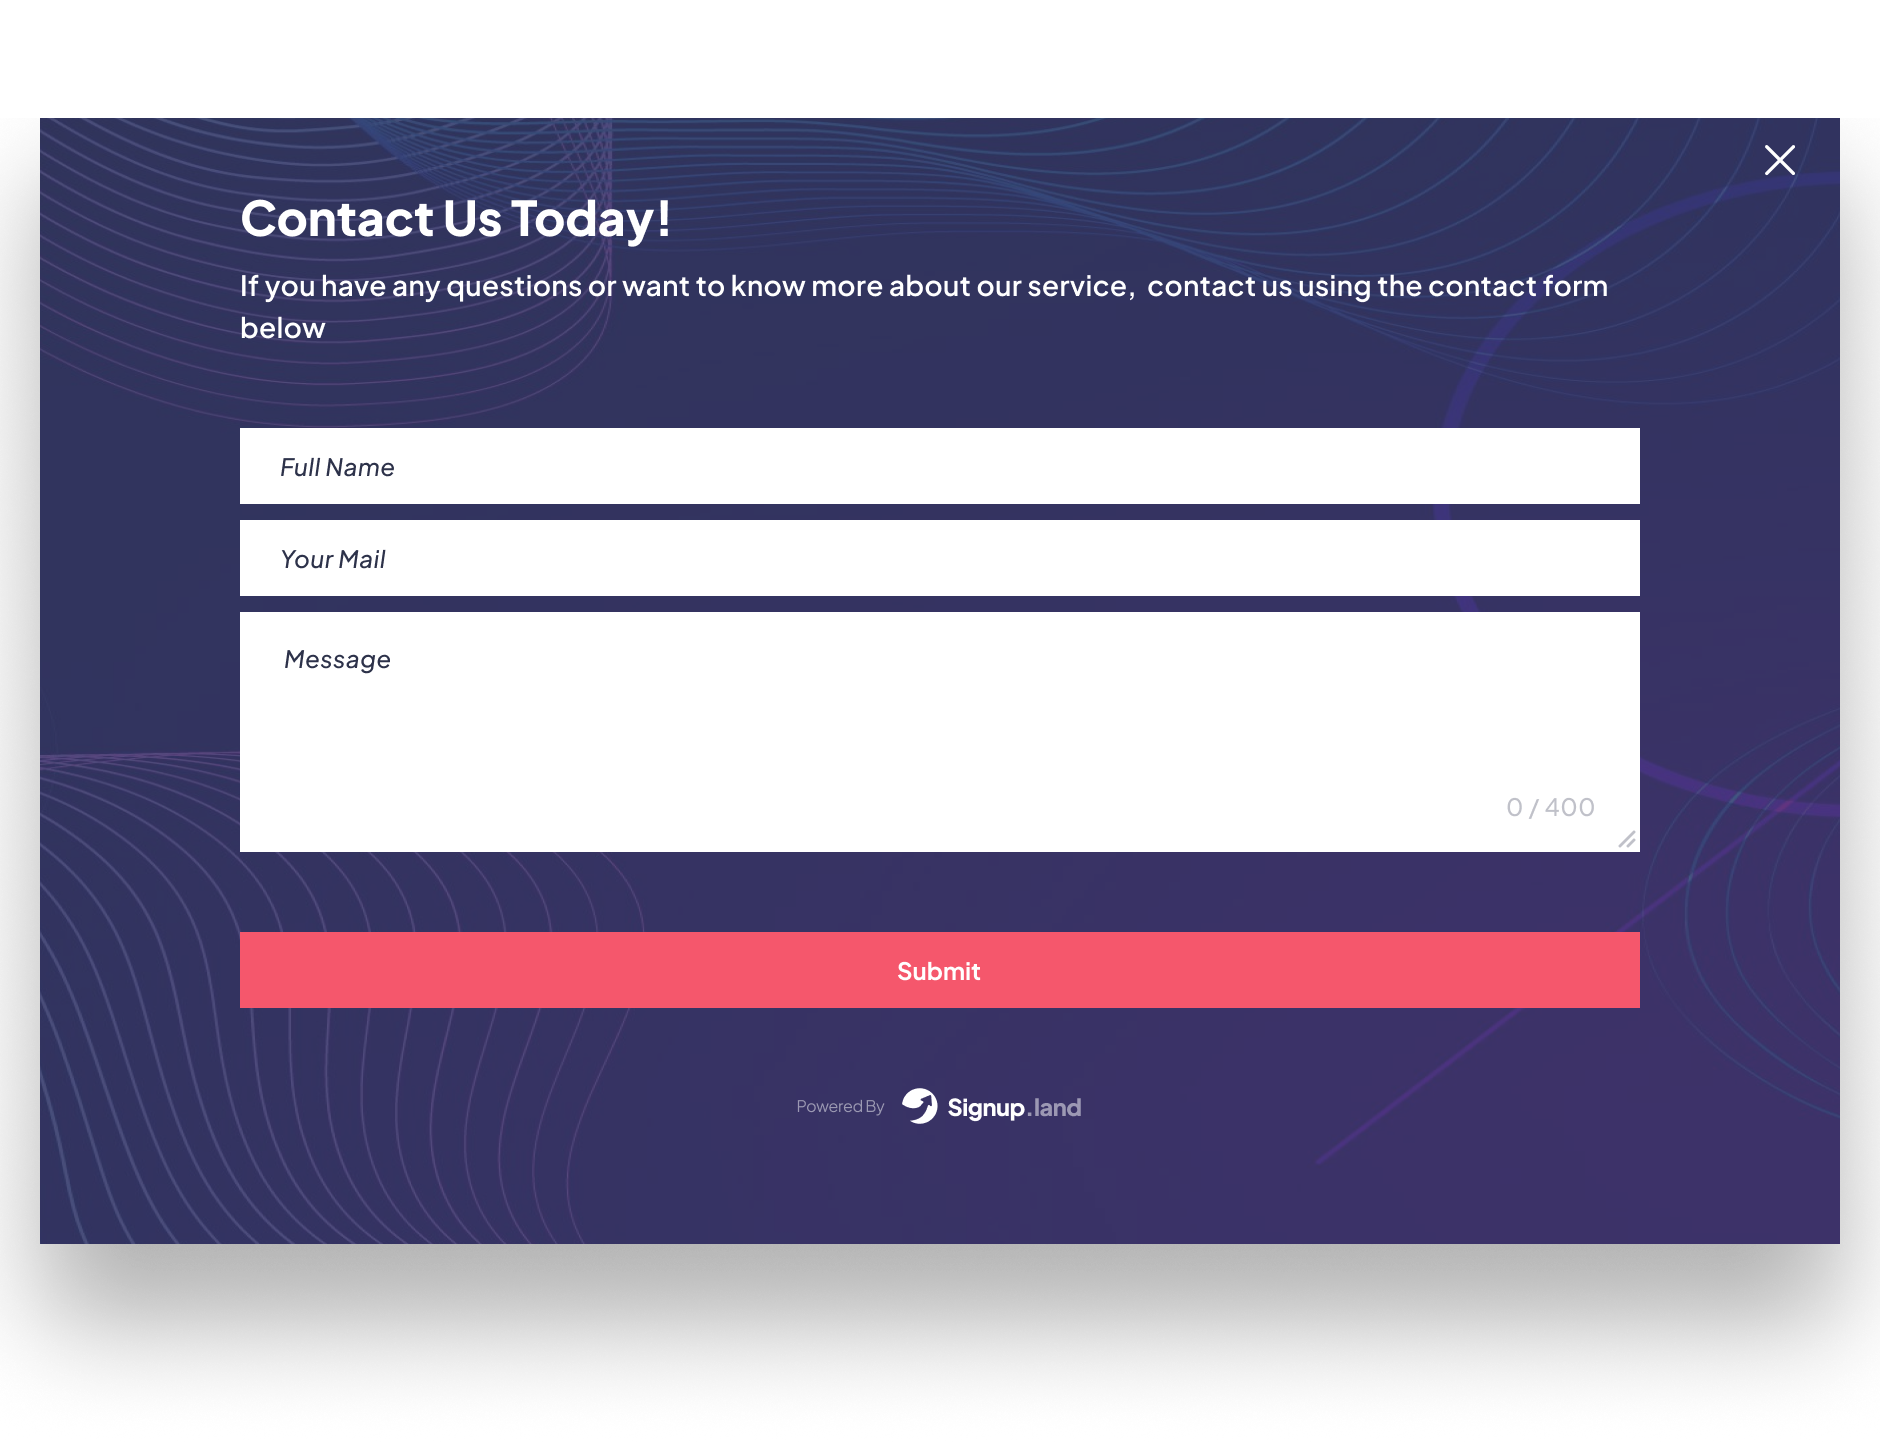 Contact Us Today!
If you have any questions or want to know more about our service,  contact us using the contact form
below
Full Name
Your Mail
Message
0 / 400
Submit
Powered By Signup.land